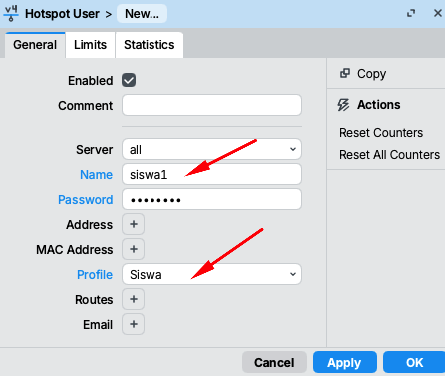 v4 Hotspot User > New...
General Limits Statistics
Enabled
Copy
Comment
Actions
Server all
Reset Counters
Name siswa1
Reset All Counters
Password ••••••••
Address +
MAC Address +
Profile Siswa
Routes +
Email +
Cancel Apply OK